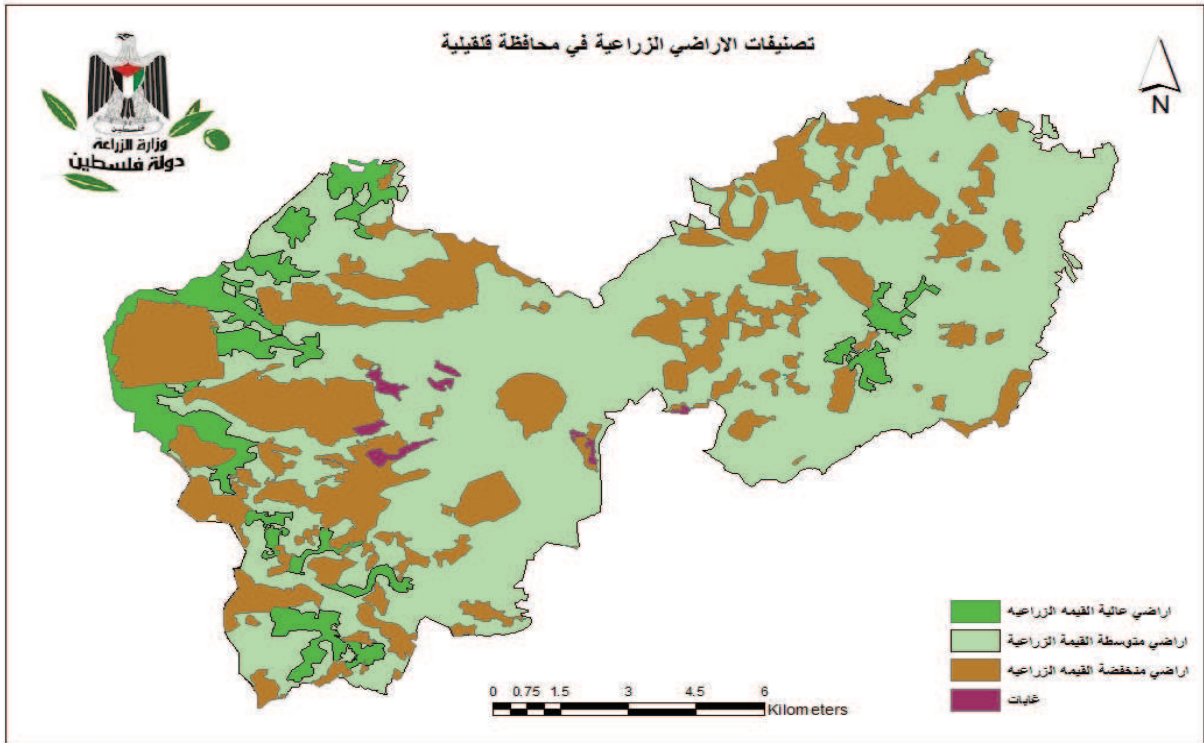 تصنيفات الاراضي الزراعية في محافظة قلقيلية
فلسطين
وزارة الزراعة
دولة فلسطين
N
اراضي عالية القيمه الزراعيه
اراضي متوسطة القيمة الزراعية
اراضي منخفضة القيمه الزراعيه
غابات
0 0.75 1.5 3 4.5 6
Kilometers